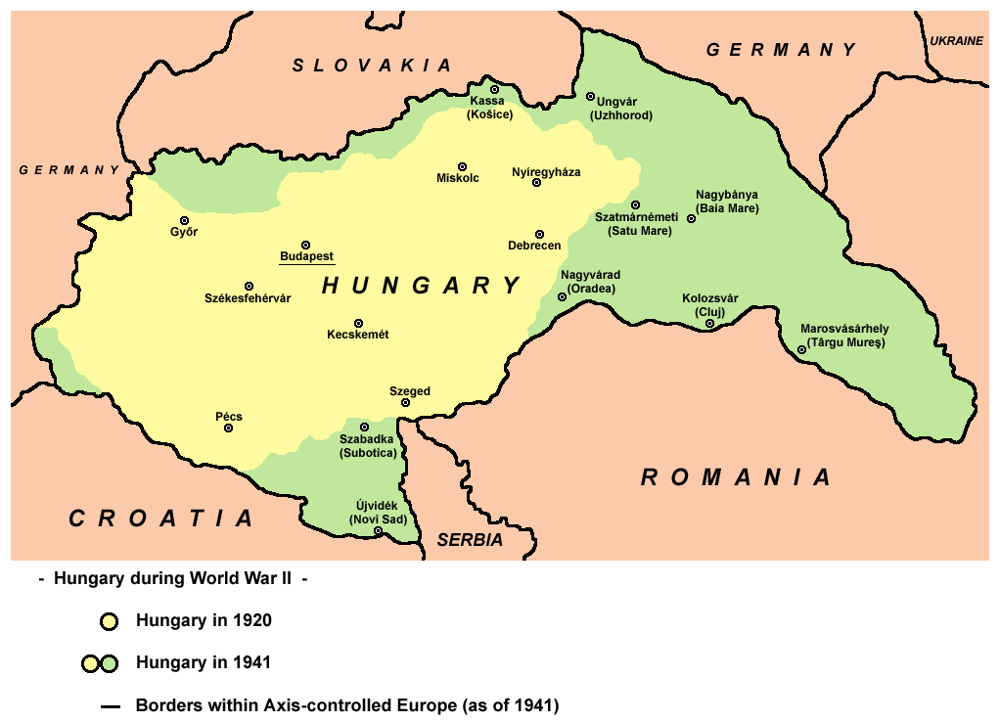 GERMANY
UKRAINE
SLOVAKIA
Kassa
(Košice)
Ungvár
(Uzhhorod)
GERMANY
Miskolc
Nyíregyháza
Nagybánya
(Baia Mare)
Szatmárnémeti
(Satu Mare)
Győr
Debrecen
Budapest
Nagyvárad
(Oradea)
HUNGARY
Székesfehérvár
Kolozsvár
(Cluj)
Kecskemét
Marosvásárhely
(Târgu Mureş)
Szeged
Pécs
Szabadka
(Subotica)
ROMANIA
Újvidék
(Novi Sad)
CROATIA
SERBIA
- Hungary during World War II -
Hungary in 1920
Hungary in 1941
Borders within Axis-controlled Europe (as of 1941)